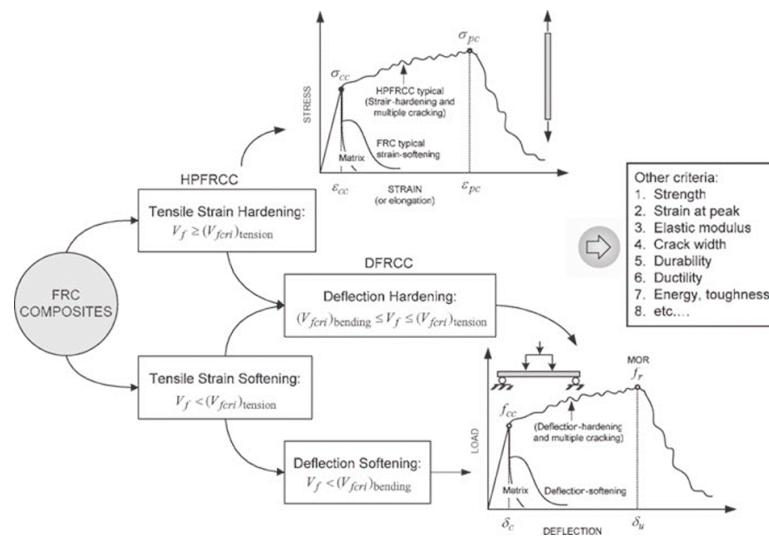 σcc
σpc
HPFRCC typical
(Strair-hardening and
multiple cracking)
FRC typical
strain-softening
Matrix
STRESS
εcc
STRAIN
(or elongation)
εpc
HPFRCC
Tensile Strain Hardening:
Vf ≥ (Vfcri)tension
FRC
COMPOSITES
DFRCC
Deflection Hardening:
(Vfcri)bending ≤ Vf ≤ (Vfcri)tension
Tensile Strain Softening:
Vf < (Vfcri)tension
Deflection Softening:
Vf < (Vfcri)bending
Other criteria:
1. Strength
2. Strain at peak
3. Elastic modulus
4. Crack width
5. Durability
6. Ductility
7. Energy, toughness
8. etc....
MOR
fr
fcc
(Deflectior-hardening
and multiple cracking)
LOAD
Matrix
Deflectior-softening
δc
δu
DEFLECTION